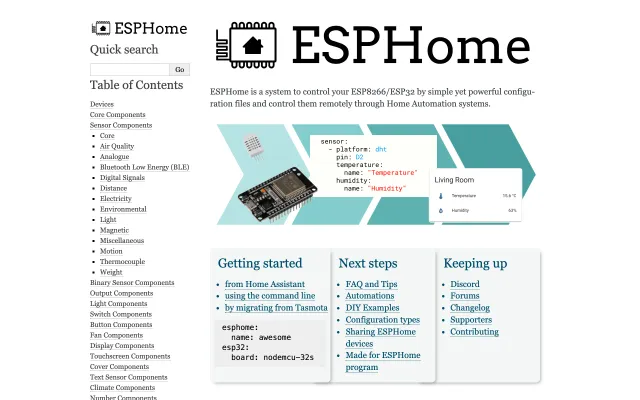 ESPHome
Quick search
Go
Table of Contents
Devices
Core Components
Sensor Components
Core
Air Quality
Analogue
Bluetooth Low Energy (BLE)
Digital Signals
Distance
Electricity
Environmental
Light
Magnetic
Miscellaneous
Motion
Thermocouple
Weight
Binary Sensor Components
Output Components
Light Components
Switch Components
Button Components
Fan Components
Display Components
Touchscreen Components
Cover Components
Text Sensor Components
Climate Components
Number Components
ESPHome
ESPHome is a system to control your ESP8266/ESP32 by simple yet powerful configu-
ration files and control them remotely through Home Automation systems.
sensor:
- platform: dht
pin: D2
temperature:
name: "Temperature"
humidity:
name: "Humidity"
Living Room
Temperature 15.6 °C
Humidity 63%
Getting started
from Home Assistant
using the command line
by migrating from Tasmota
esphome:
name: awesome
esp32:
board: nodemcu-32s
Next steps
FAQ and Tips
Automations
DIY Examples
Configuration types
Sharing ESPHome
devices
Made for ESPHome
program
Keeping up
Discord
Forums
Changelog
Supporters
Contributing